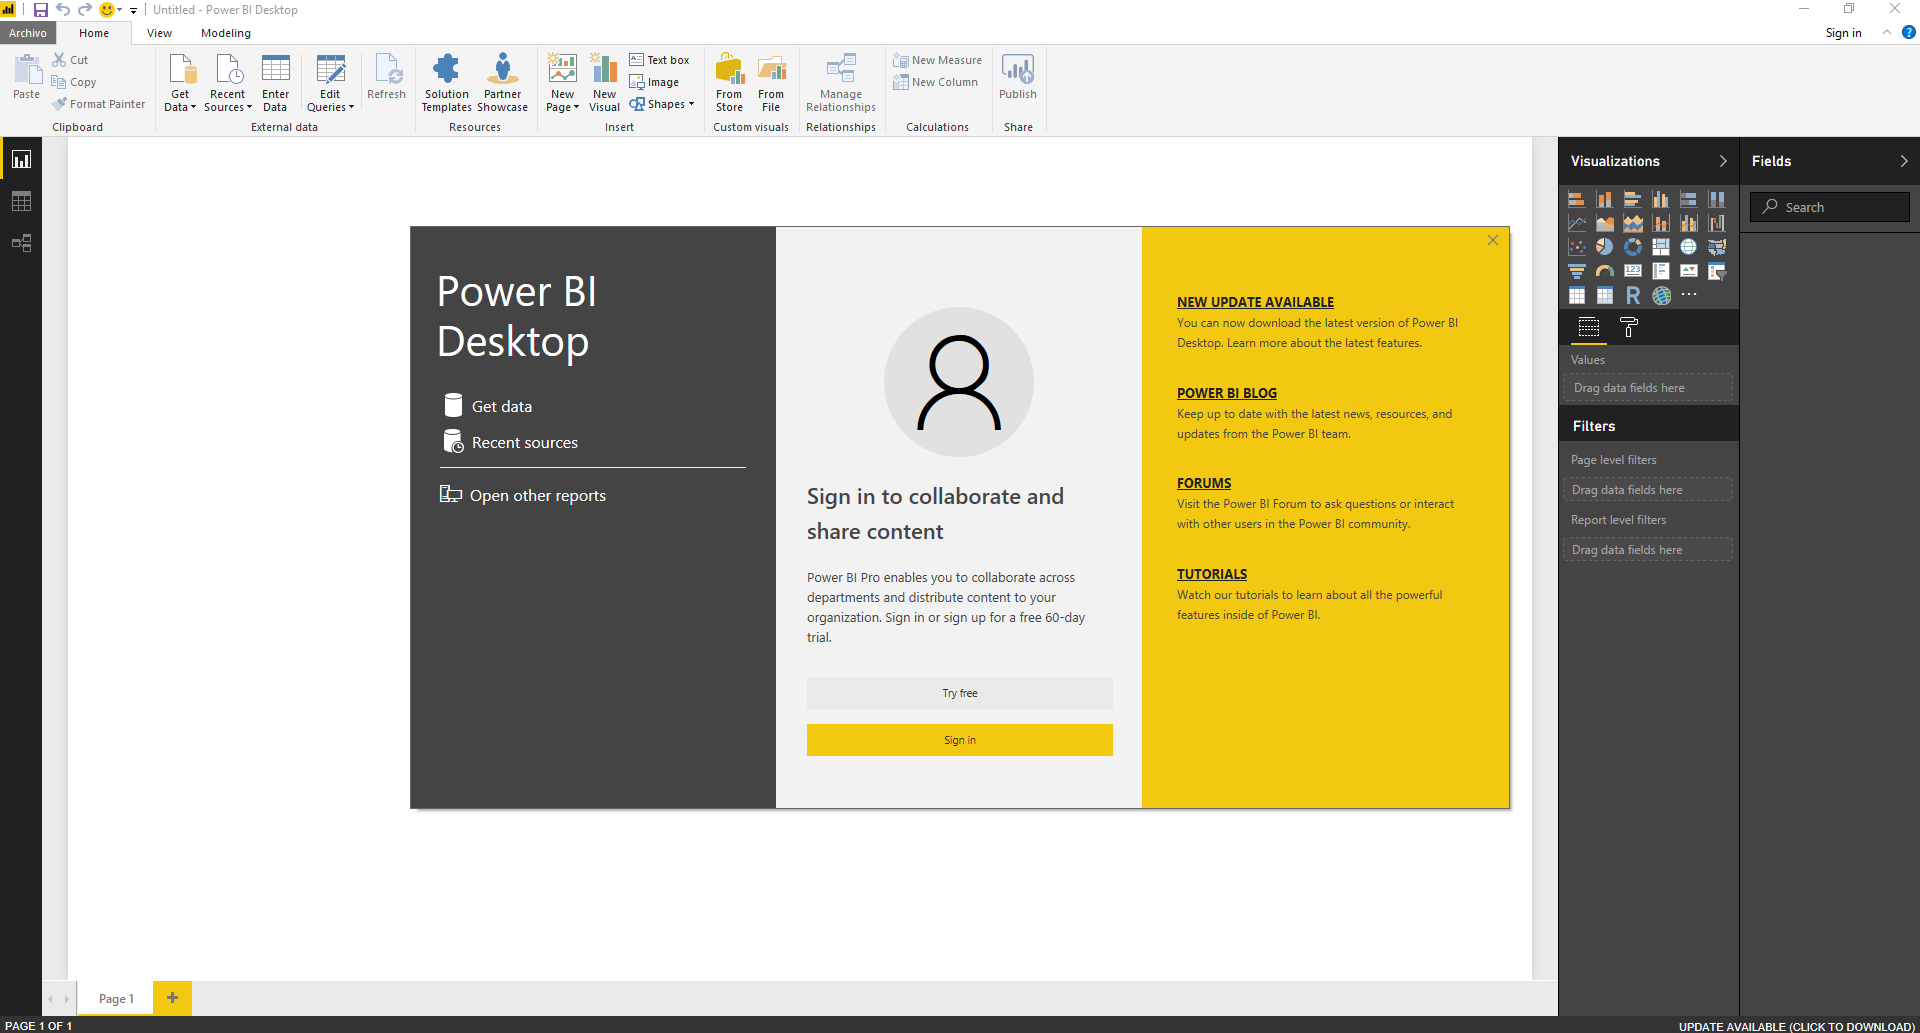 Untitled - Power BI Desktop
Archivo Home View Modeling Sign in
Paste
Cut
Copy
Format Painter
Clipboard
Get Data
Recent Sources
Enter Data
Edit Queries
Refresh
External data
Solution Templates
Partner Showcase
Resources
New Page
New Visual
Text box
Image
Shapes
Insert
From Store
From File
Custom visuals
Manage Relationships
Relationships
New Measure
New Column
Calculations
Publish
Share
Power BI
Desktop
Get data
Recent sources
Open other reports
Sign in to collaborate and
share content
Power BI Pro enables you to collaborate across
departments and distribute content to your
organization. Sign in or sign up for a free 60-day
trial.
Try free
Sign in
NEW UPDATE AVAILABLE
You can now download the latest version of Power BI
Desktop. Learn more about the latest features.
POWER BI BLOG
Keep up to date with the latest news, resources, and
updates from the Power BI team.
FORUMS
Visit the Power BI Forum to ask questions or interact
with other users in the Power BI community.
TUTORIALS
Watch our tutorials to learn about all the powerful
features inside of Power BI.
Visualizations
123
R
Values
Drag data fields here
Filters
Page level filters
Drag data fields here
Report level filters
Drag data fields here
Fields
Search
Page 1
PAGE 1 OF 1
UPDATE AVAILABLE (CLICK TO DOWNLOAD)